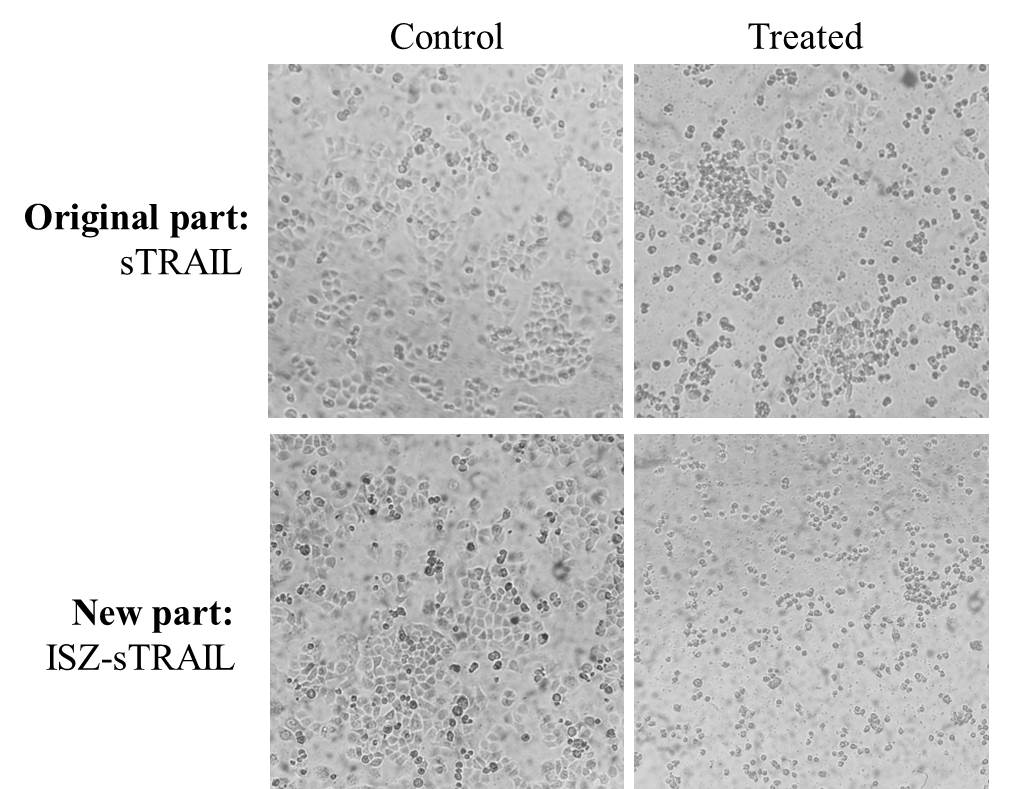 Control
Treated
Original part:
sTRAIL
New part:
ISZ-sTRAIL